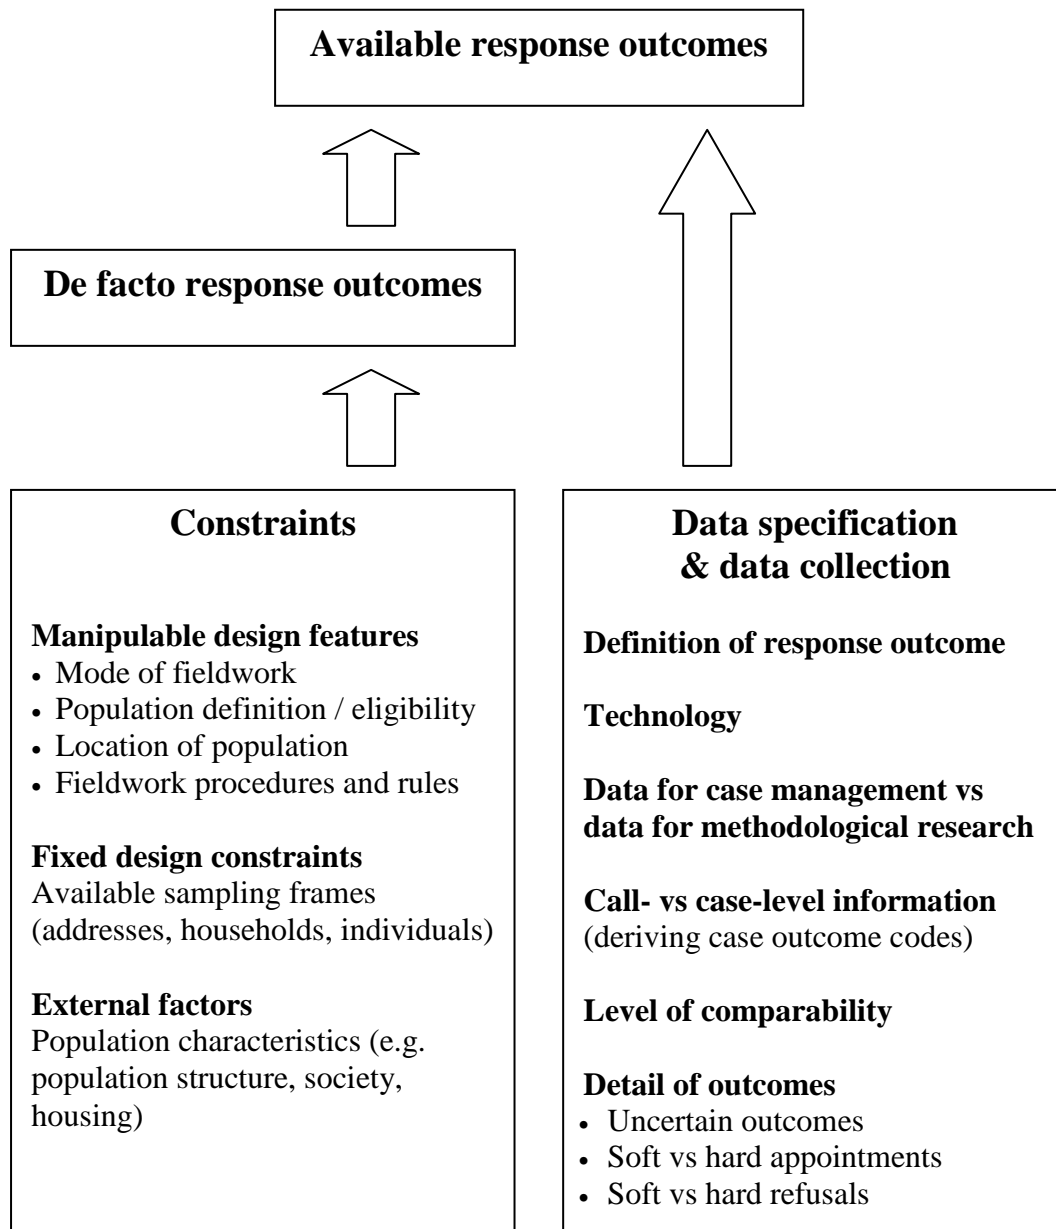 Available response outcomes
De facto response outcomes
Constraints
Manipulable design features
• Mode of fieldwork
• Population definition / eligibility
• Location of population
• Fieldwork procedures and rules
Fixed design constraints
Available sampling frames
(addresses, households, individuals)
External factors
Population characteristics (e.g.
population structure, society,
housing)
Data specification
& data collection
Definition of response outcome
Technology
Data for case management vs
data for methodological research
Call- vs case-level information
(deriving case outcome codes)
Level of comparability
Detail of outcomes
• Uncertain outcomes
• Soft vs hard appointments
• Soft vs hard refusals